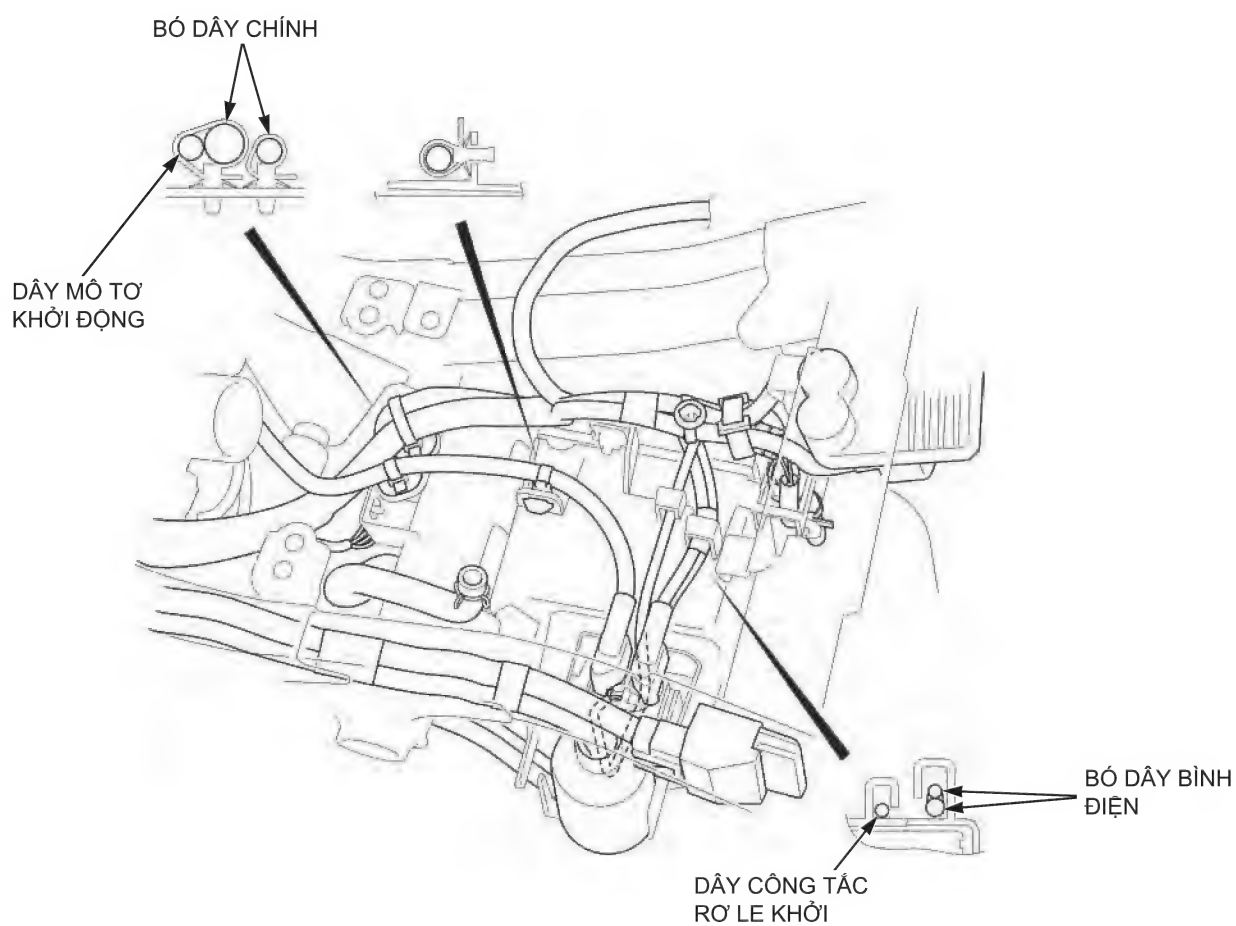 BÓ DÂY CHÍNH
DÂY MÔ TƠ
KHỞI ĐỘNG
BÓ DÂY BÌNH
ĐIỆN
DÂY CÔNG TẮC
RƠ LE KHỞI